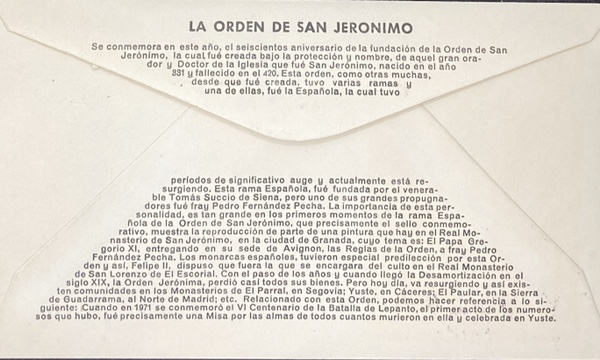 LA ORDEN DE SAN JERONIMO
Se conmemora en este año, el seiscientos aniversario de la fundación de la Orden de San
Jerónimo, la cual fué creada bajo la protección y nombre, de aquel gran ora-
dor y Doctor de la Iglesia que fué San Jerónimo, nacido en el año
331 y fallecido en el 420. Esta orden, como otras muchas,
desde que fué creada, tuvo varias ramas y
una de ellas, fué la Española, la cual tuvo
períodos de significativo auge y actualmente está re-
surgiendo. Esta rama Española, fué fundada por el venera-
ble Tomás Succio de Siena, pero uno de sus grandes propugna-
dores fué fray Pedro Fernández Pecha. La importancia de esta per-
sonalidad, es tan grande en los primeros momentos de la rama Espa-
ñola de la Orden de San Jerónimo, que precisamente el sello conmemo-
rativo, muestra la reproducción de parte de una pintura que hay en el Real Mo-
nasterio de San Jerónimo, en la ciudad de Granada, cuyo tema es: El Papa Gre-
gorio XI, entregando en su sede de Avignon, las Reglas de la Orden, a fray Pedro
Fernández Pecha. Los monarcas españoles, tuvieron especial predilección por esta Or-
den y así, Felipe II, dispuso fuera la que se encargara del culto en el Real Monasterio
de San Lorenzo de El Escorial. Con el paso de los años y cuando llegó la Desamortización en el
siglo XIX, la Orden Jerónima, perdió casi todos sus bienes. Pero hoy día, va resurgiendo y así exis-
ten comunidades en los Monasterios de El Parral, en Segovia; Yuste, en Cáceres; El Paular, en la Sierra
de Guadarrama, al Norte de Madrid; etc. Relacionado con esta Orden, podemos hacer referencia a lo si-
guiente: Cuando en 1971 se conmemoró el VI Centenario de la Batalla de Lepanto, el primer acto de los numero-
sos que hubo, fué precisamente una Misa por las almas de todos cuantos murieron en ella y celebrada en Yuste.